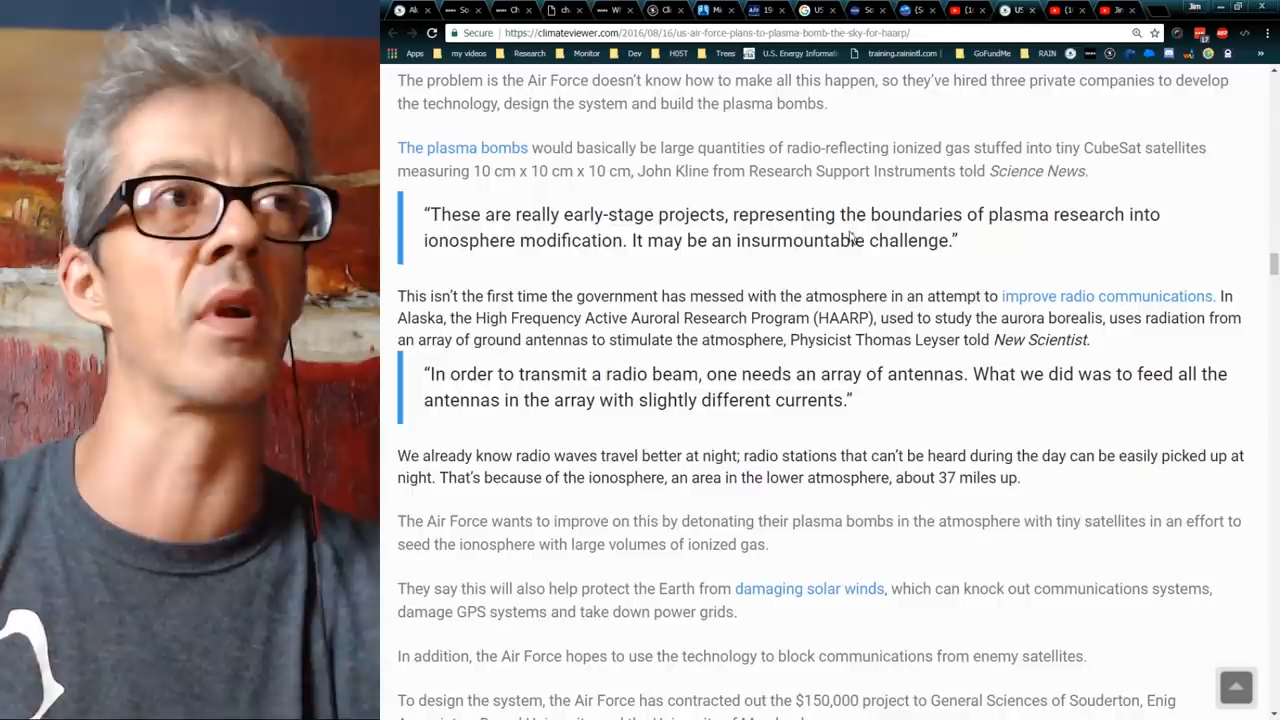 Jim
Secure https://climateviewer.com/2016/08/16/us-air-force-plans-to-plasma-bomb-the-sky-for-haarp/
Apps my videos Research Monitor Dev H0ST Trees U.S. Energy Informati training.rainintl.com GoFundMe RAIN
The problem is the Air Force doesn't know how to make all this happen, so they've hired three private companies to develop
the technology, design the system and build the plasma bombs.
The plasma bombs would basically be large quantities of radio-reflecting ionized gas stuffed into tiny CubeSat satellites
measuring 10 cm x 10 cm x 10 cm, John Kline from Research Support Instruments told Science News.
“These are really early-stage projects, representing the boundaries of plasma research into
ionosphere modification. It may be an insurmountable challenge.”
This isn't the first time the government has messed with the atmosphere in an attempt to improve radio communications. In
Alaska, the High Frequency Active Auroral Research Program (HAARP), used to study the aurora borealis, uses radiation from
an array of ground antennas to stimulate the atmosphere, Physicist Thomas Leyser told New Scientist.
“In order to transmit a radio beam, one needs an array of antennas. What we did was to feed all the
antennas in the array with slightly different currents.”
We already know radio waves travel better at night; radio stations that can't be heard during the day can be easily picked up at
night. That's because of the ionosphere, an area in the lower atmosphere, about 37 miles up.
The Air Force wants to improve on this by detonating their plasma bombs in the atmosphere with tiny satellites in an effort to
seed the ionosphere with large volumes of ionized gas.
They say this will also help protect the Earth from damaging solar winds, which can knock out communications systems,
damage GPS systems and take down power grids.
In addition, the Air Force hopes to use the technology to block communications from enemy satellites.
To design the system, the Air Force has contracted out the $150,000 project to General Sciences of Souderton, Enig